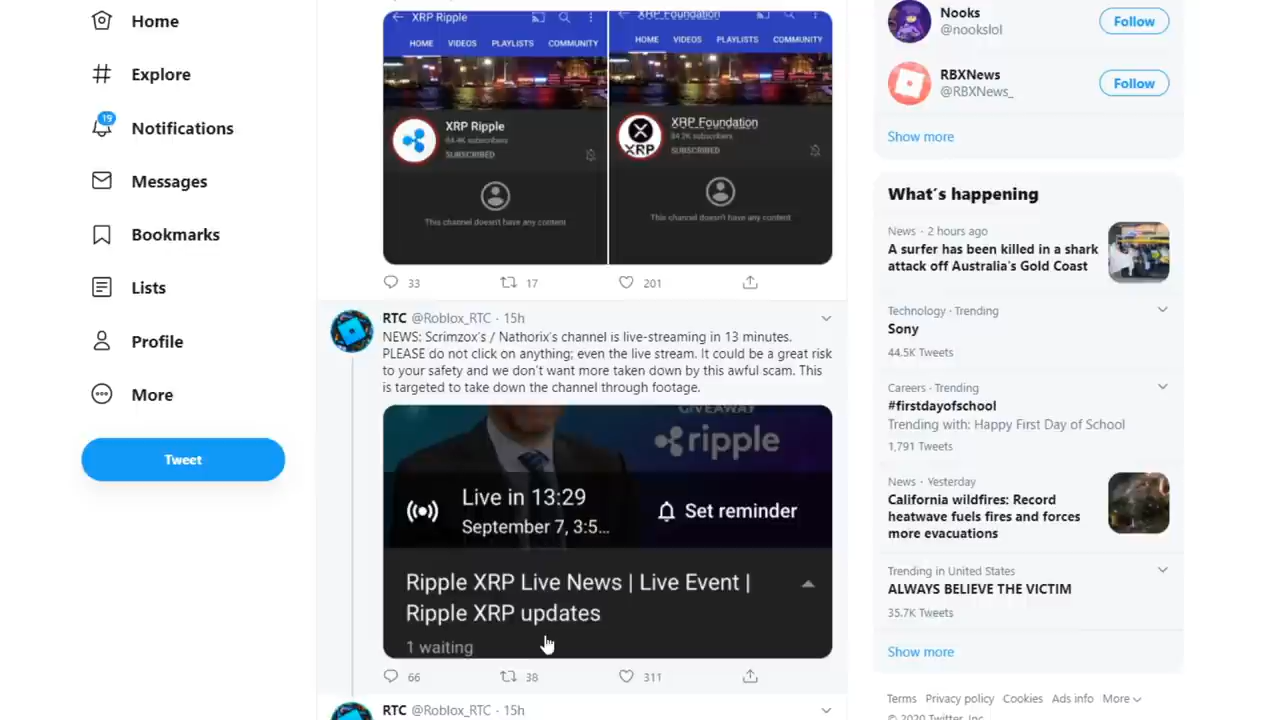 Home
Explore
19
Notifications
Messages
Bookmarks
Lists
Profile
More
Tweet
XRP Ripple
HOME VIDEOS PLAYLISTS COMMUNITY
XRP Ripple
84.4K subscribers
SUBSCRIBED
This channel doesn't have any content
XRP Foundation
HOME VIDEOS PLAYLISTS COMMUNITY
XRP
XRP Foundation
84.2K subscribers
SUBSCRIBED
This channel doesn't have any content
33 17 201
RTC @Roblox_RTC · 15h
NEWS: Scrimzox's / Nathorix's channel is live-streaming in 13 minutes.
PLEASE do not click on anything; even the live stream. It could be a great risk
to your safety and we don't want more taken down by this awful scam. This
is targeted to take down the channel through footage.
GIVEAWAY
ripple
Live in 13:29
September 7, 3:5...
Set reminder
Ripple XRP Live News | Live Event |
Ripple XRP updates
1 waiting
66 38 311
RTC @Roblox_RTC · 15h
Nooks
@nookslol
Follow
RBXNews
@RBXNews_
Follow
Show more
What's happening
News · 2 hours ago
A surfer has been killed in a shark
attack off Australia's Gold Coast
Technology · Trending
Sony
44.5K Tweets
Careers · Trending
#firstdayofschool
Trending with: Happy First Day of School
1,791 Tweets
News · Yesterday
California wildfires: Record
heatwave fuels fires and forces
more evacuations
Trending in United States
ALWAYS BELIEVE THE VICTIM
35.7K Tweets
Show more
Terms Privacy policy Cookies Ads info More
© 2020 Twitter, Inc.